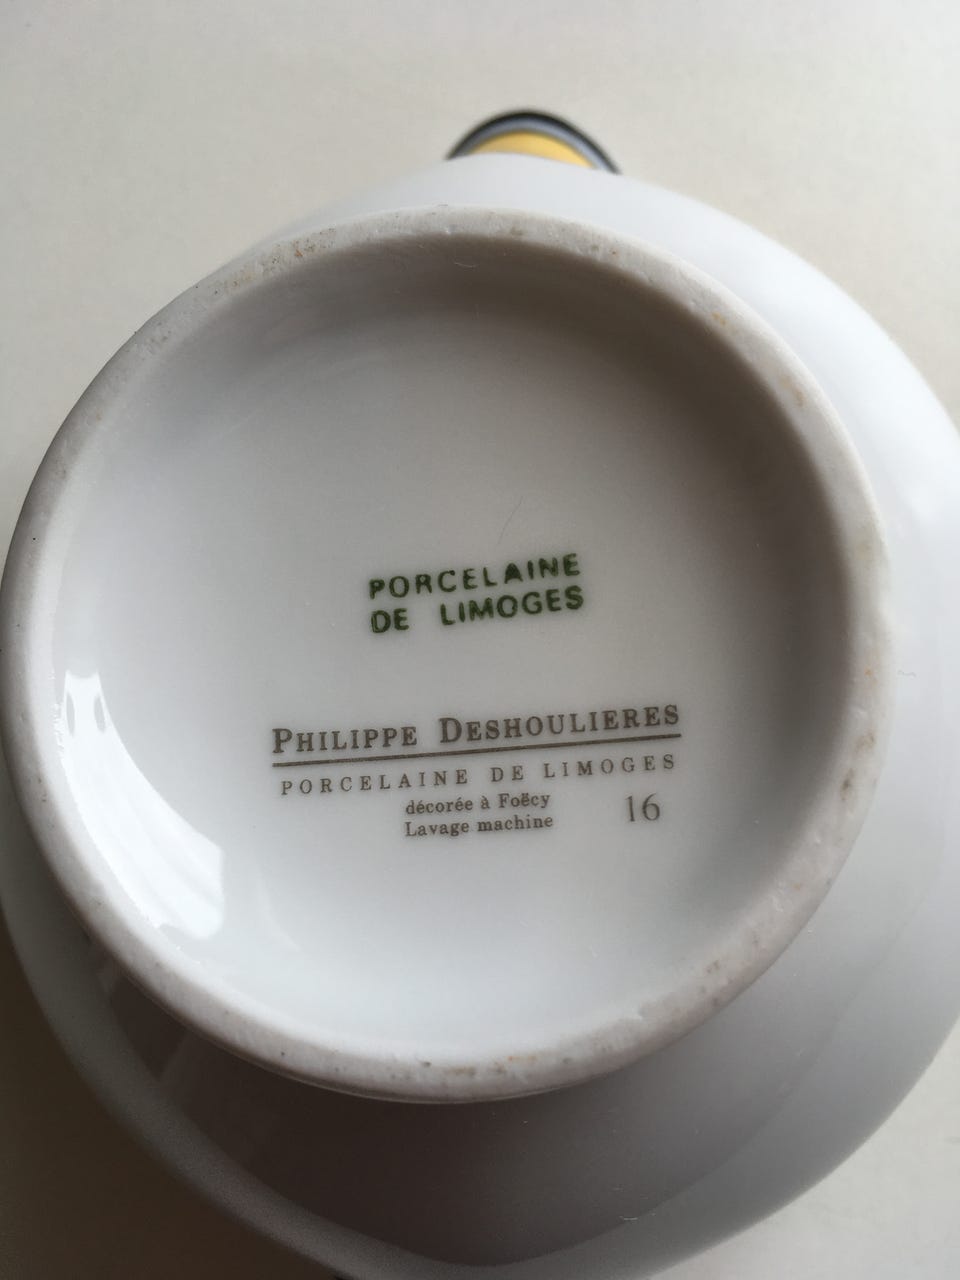 PORCELAINE
DE LIMOGES
PHILIPPE DESHOULIERES
PORCELAINE DE LIMOGES
décorée à Foëcy
Lavage machine 16